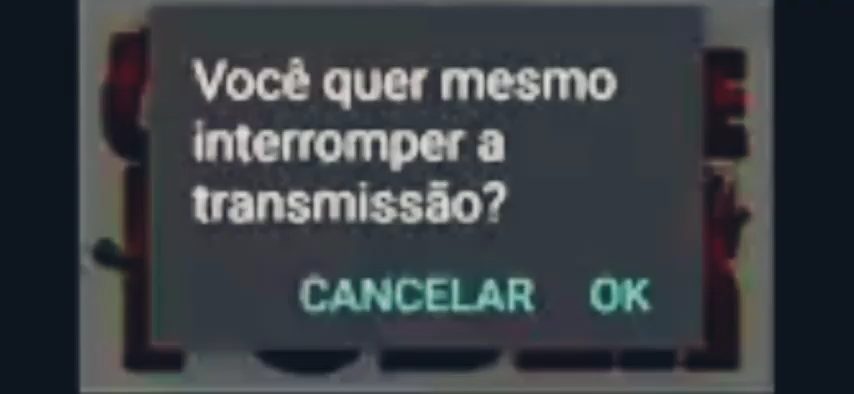 Você quer mesmo
interromper a
transmissão?
CANCELAR OK